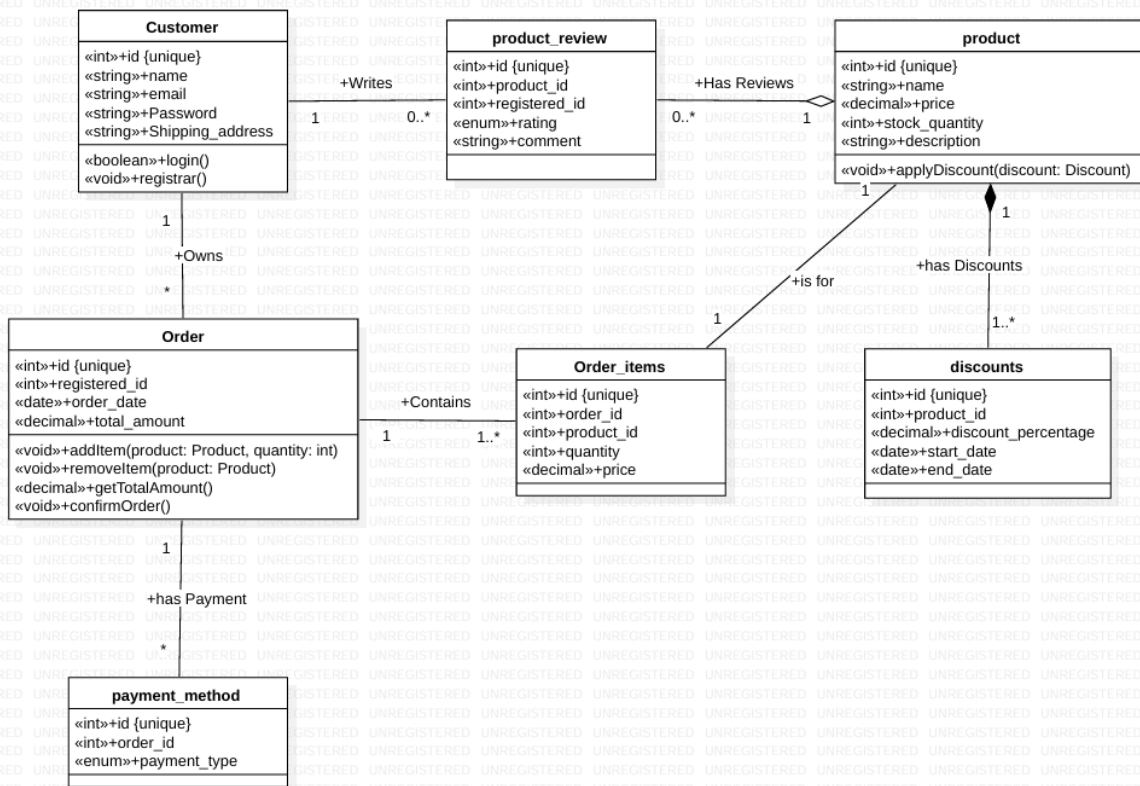 Customer
«int»+id {unique}
«string»+name
«string»+email
«string»+Password
«string»+Shipping_address
«boolean»+login()
«void»+registrar()
+Writes
1
0..*
product_review
«int»+id {unique}
«int»+product_id
«int»+registered_id
«enum»+rating
«string»+comment
+Has Reviews
0..*
1
product
«int»+id {unique}
«string»+name
«decimal»+price
«int»+stock_quantity
«string»+description
«void»+applyDiscount(discount: Discount)
1
+Owns
*
1
+is for
1
1
+has Discounts
1..*
Order
«int»+id {unique}
«int»+registered_id
«date»+order_date
«decimal»+total_amount
«void»+addItem(product: Product, quantity: int)
«void»+removeItem(product: Product)
«decimal»+getTotalAmount()
«void»+confirmOrder()
+Contains
1
1..*
Order_items
«int»+id {unique}
«int»+order_id
«int»+product_id
«int»+quantity
«decimal»+price
discounts
«int»+id {unique}
«int»+product_id
«decimal»+discount_percentage
«date»+start_date
«date»+end_date
1
+has Payment
*
payment_method
«int»+id {unique}
«int»+order_id
«enum»+payment_type
UNREGISTERED